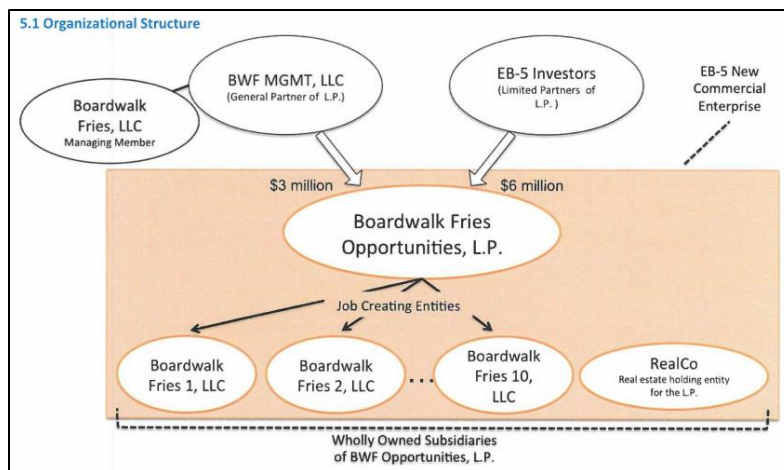 5.1 Organizational Structure
BWF MGMT, LLC
(General Partner of L.P.)
EB-5 Investors
(Limited Partners of
L.P. )
EB-5 New
Commercial
Enterprise
Boardwalk
Fries, LLC
Managing Member
$3 million
$6 million
Boardwalk Fries
Opportunities, L.P.
Job Creating Entities
Boardwalk
Fries 1, LLC
Boardwalk
Fries 2, LLC
...
Boardwalk
Fries 10,
LLC
RealCo
Real estate holding entity
for the L.P.
Wholly Owned Subsidiaries
of BWF Opportunities, L.P.